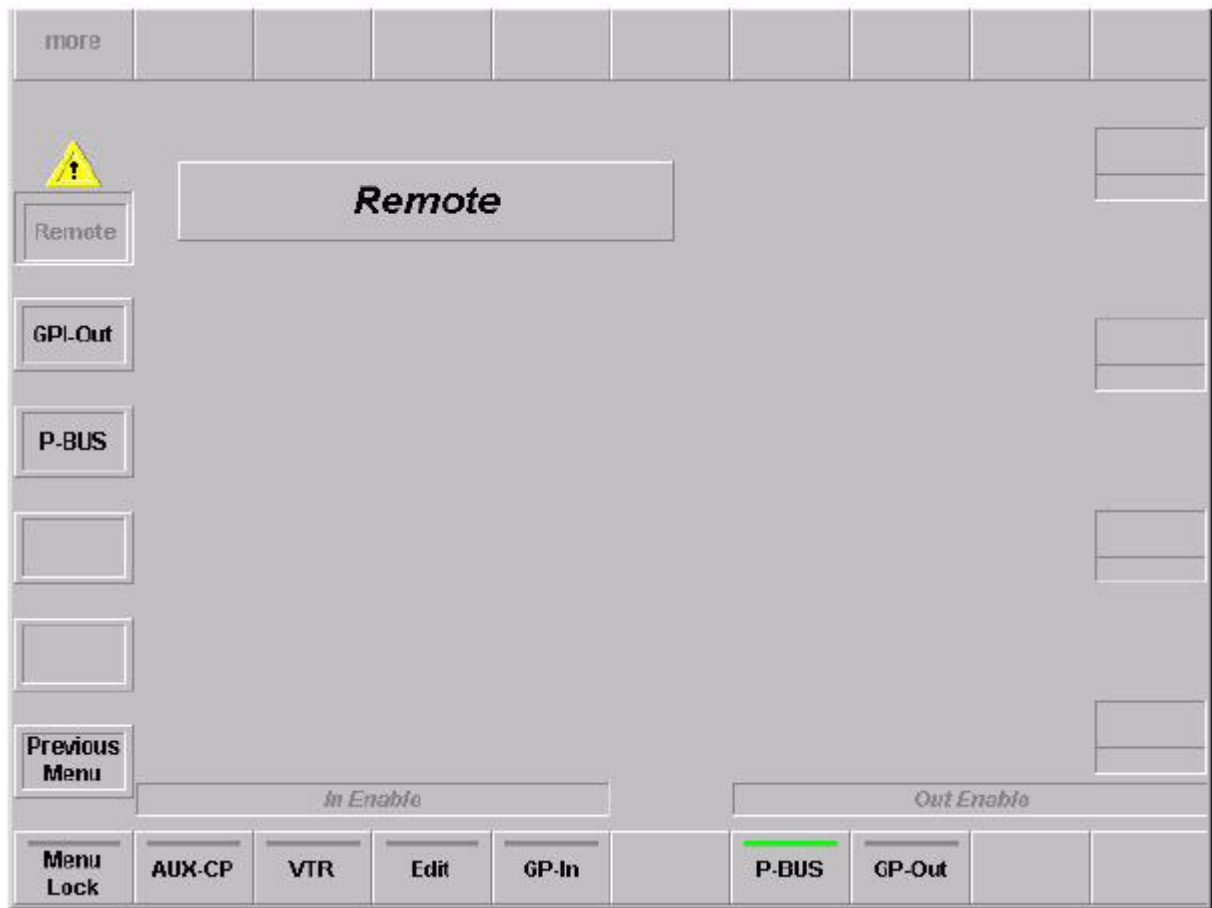 more
!
Remote
Remote
GPI-Out
P-BUS
Previous
Menu
In Enable
Out Enable
Menu
Lock
AUX-CP
VTR
Edit
GP-In
P-BUS
GP-Out